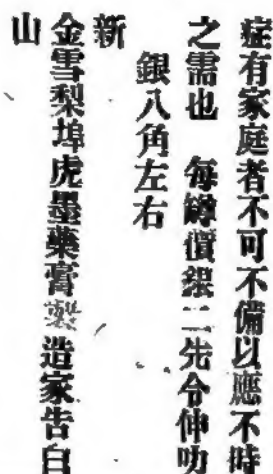 症有家庭者不可不備以應不時
之需也 每罇價銀二先令伸叻
銀八角左右
新
金雪梨埠虎墨藥膏製造家告白
山